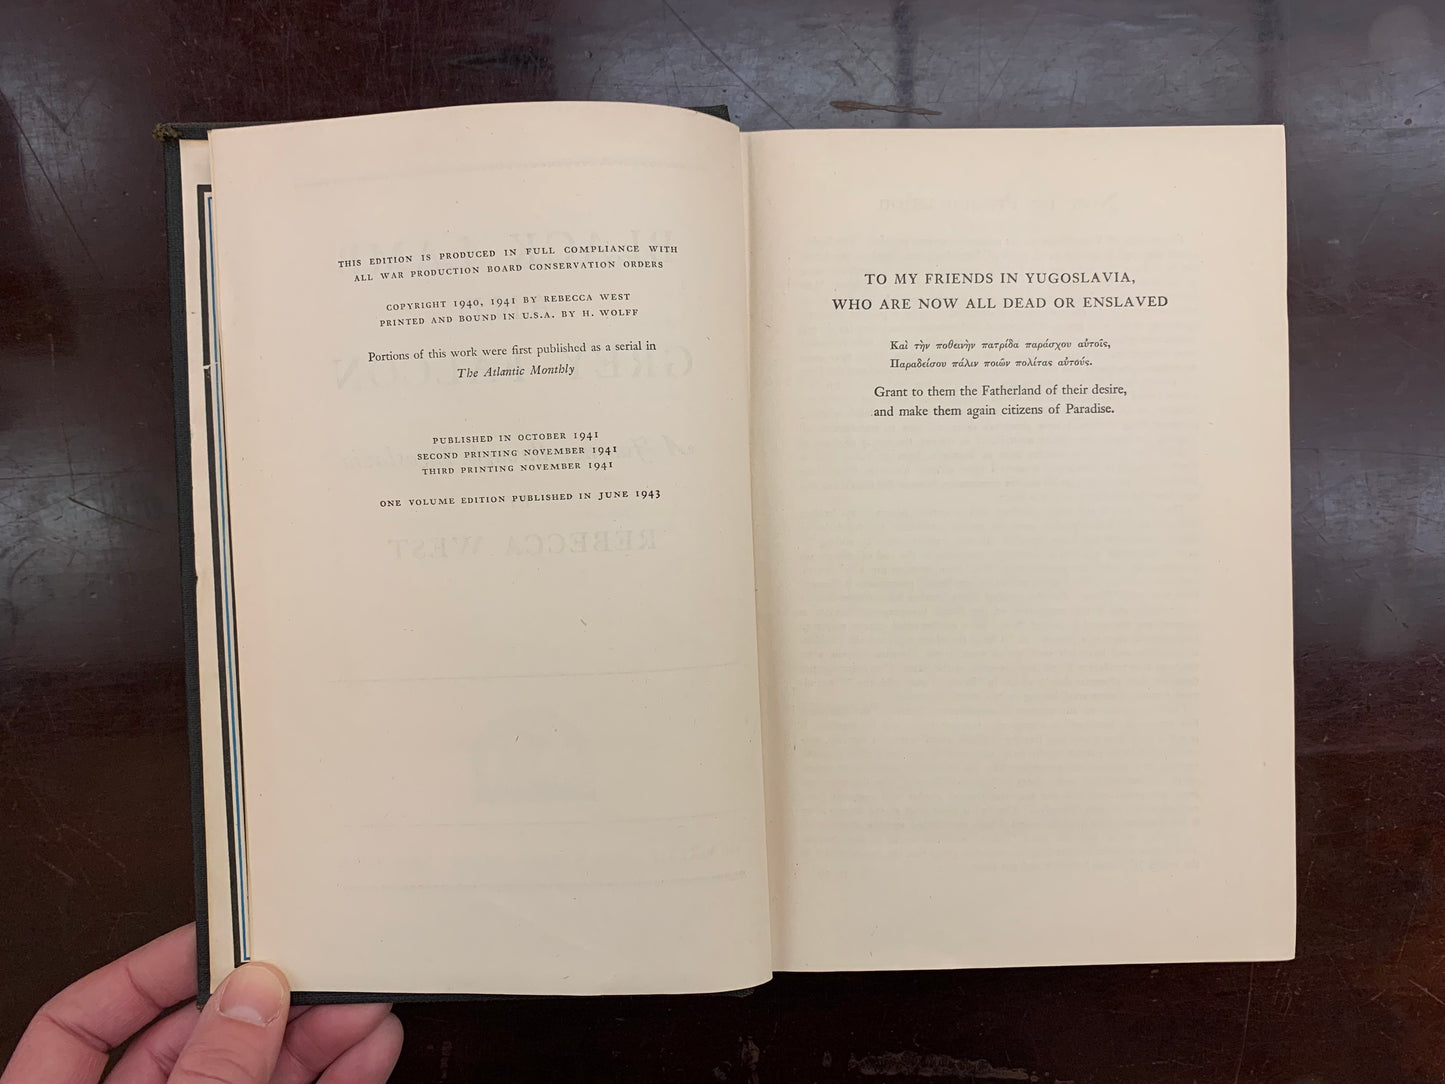 THIS EDITION IS PRODUCED IN FULL COMPLIANCE WITH
ALL WAR PRODUCTION BOARD CONSERVATION ORDERS
COPYRIGHT 1940, 1941 BY REBECCA WEST
PRINTED AND BOUND IN U.S.A. BY H. WOLFF
Portions of this work were first published as a serial in
The Atlantic Monthly
PUBLISHED IN OCTOBER 1941
SECOND PRINTING NOVEMBER 1941
THIRD PRINTING NOVEMBER 1941
ONE VOLUME EDITION PUBLISHED IN JUNE 1943
REBECCA WEST
TO MY FRIENDS IN YUGOSLAVIA,
WHO ARE NOW ALL DEAD OR ENSLAVED
Καὶ τὴν ποθεινὴν πατρίδα παράσχου αὐτοῖς,
Παραδείσου πάλιν ποιῶν πολίτας αὐτούς.
Grant to them the Fatherland of their desire,
and make them again citizens of Paradise.